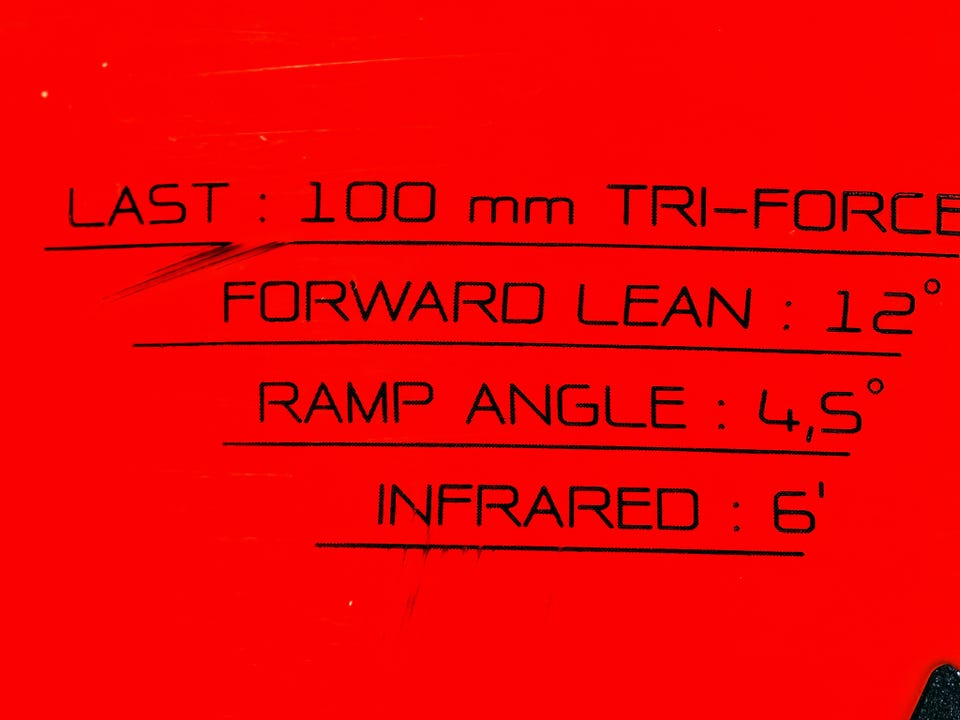 LAST : 100 mm TRI-FORCE
FORWARD LEAN : 12°
RAMP ANGLE : 4,5°
INFRARED : 6'